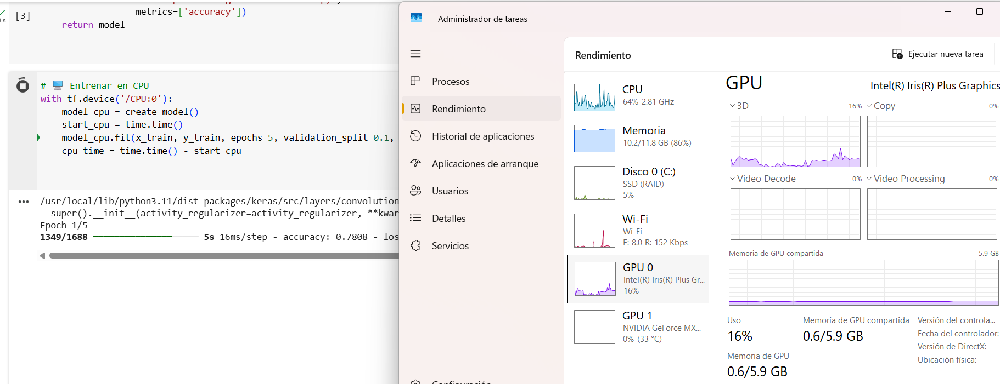 [3]
metrics=['accuracy'])
return model
# Entrenar en CPU
with tf.device('/CPU:0'):
model_cpu = create_model()
start_cpu = time.time()
model_cpu.fit(x_train, y_train, epochs=5, validation_split=0.1,
cpu_time = time.time() - start_cpu
/usr/local/lib/python3.11/dist-packages/keras/src/layers/convolution
super().__init__(activity_regularizer=activity_regularizer, **kwar
Epoch 1/5
1349/1688 5s 16ms/step - accuracy: 0.7808 - los
Administrador de tareas
Procesos
Rendimiento
Historial de aplicaciones
Aplicaciones de arranque
Usuarios
Detalles
Servicios
Configuración
Rendimiento
Ejecutar nueva tarea
CPU
64% 2.81 GHz
Memoria
10.2/11.8 GB (86%)
Disco 0 (C:)
SSD (RAID)
5%
Wi-Fi
Wi-Fi
E: 8.0 R: 152 Kbps
GPU 0
Intel(R) Iris(R) Plus Gr...
16%
GPU 1
NVIDIA GeForce MX...
0% (33 °C)
GPU
Intel(R) Iris(R) Plus Graphics
3D 16%
Copy 0%
Video Decode 0%
Video Processing 0%
Memoria de GPU compartida 5.9 GB
Uso
16%
Memoria de GPU compartida
0.6/5.9 GB
Memoria de GPU
0.6/5.9 GB
Versión del controla...
Fecha del controlador:
Versión de DirectX:
Ubicación física: